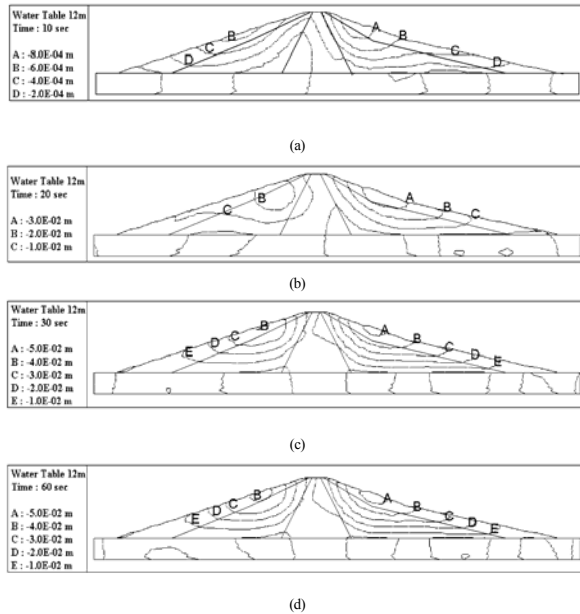 Water Table 12m
Time : 10 sec
A : -8.0E-04 m
B : -6.0E-04 m
C : -4.0E-04 m
D : -2.0E-04 m
D
C
B
A
B
C
D
(a)
Water Table 12m
Time : 20 sec
A : -3.0E-02 m
B : -2.0E-02 m
C : -1.0E-02 m
C
B
A
B
C
(b)
Water Table 12m
Time : 30 sec
A : -5.0E-02 m
B : -4.0E-02 m
C : -3.0E-02 m
D : -2.0E-02 m
E : -1.0E-02 m
E
D
C
B
A
B
C
D
E
(c)
Water Table 12m
Time : 60 sec
A : -5.0E-02 m
B : -4.0E-02 m
C : -3.0E-02 m
D : -2.0E-02 m
E : -1.0E-02 m
E
D
C
B
A
B
C
D
E
(d)